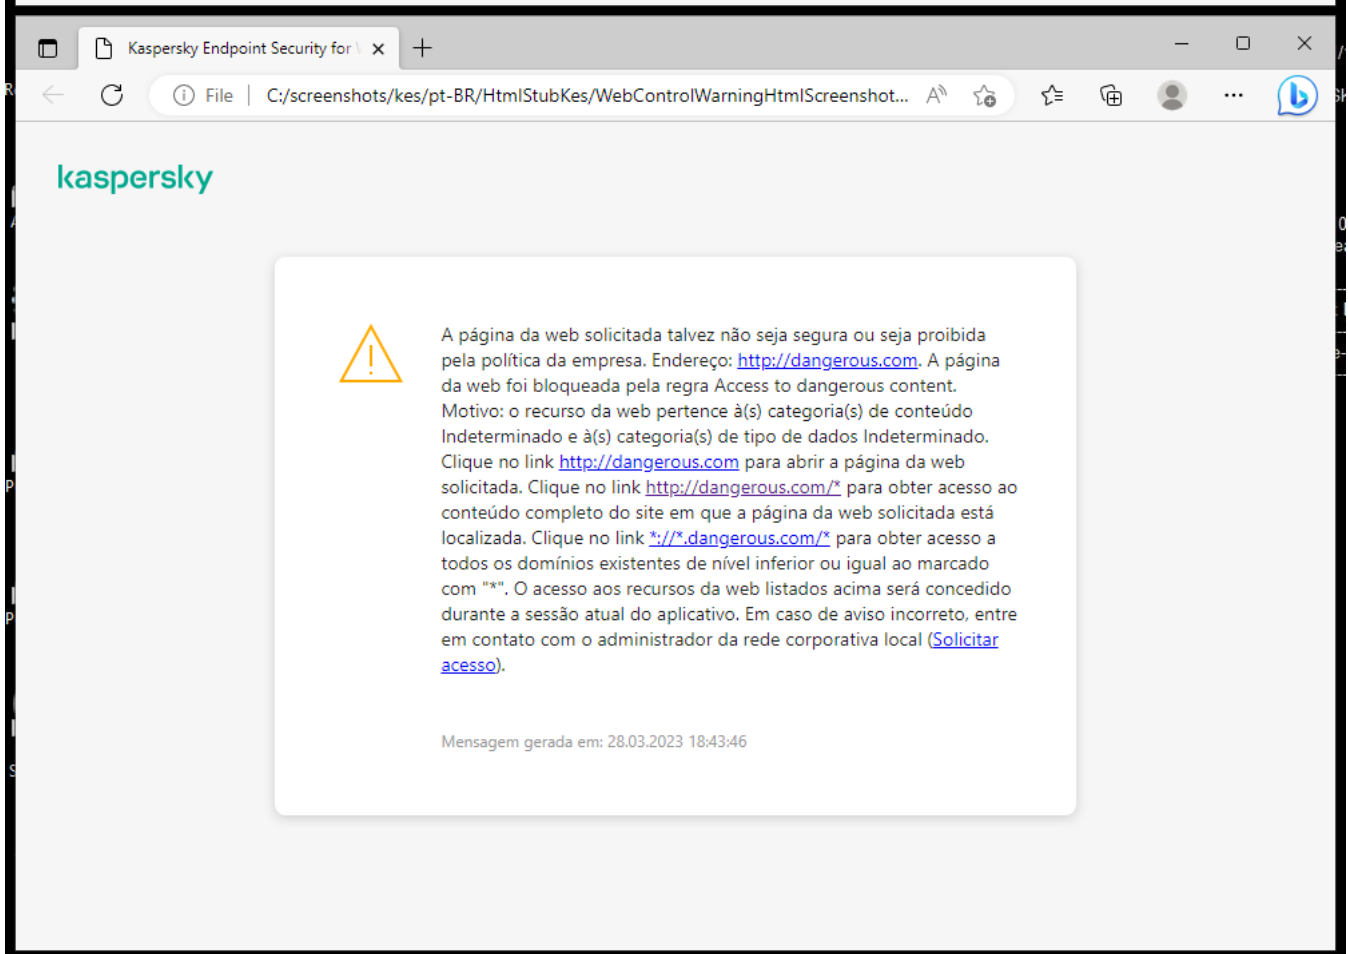 Kaspersky Endpoint Security for
File
C:/screenshots/kes/pt-BR/HtmlStubKes/WebControlWarningHtmlScreenshot...
kaspersky
A página da web solicitada talvez não seja segura ou seja proibida
pela política da empresa. Endereço: http://dangerous.com. A página
da web foi bloqueada pela regra Access to dangerous content.
Motivo: o recurso da web pertence à(s) categoria(s) de conteúdo
Indeterminado e à(s) categoria(s) de tipo de dados Indeterminado.
Clique no link http://dangerous.com para abrir a página da web
solicitada. Clique no link http://dangerous.com/* para obter acesso ao
conteúdo completo do site em que a página da web solicitada está
localizada. Clique no link *://*.dangerous.com/* para obter acesso a
todos os domínios existentes de nível inferior ou igual ao marcado
com "*". O acesso aos recursos da web listados acima será concedido
durante a sessão atual do aplicativo. Em caso de aviso incorreto, entre
em contato com o administrador da rede corporativa local (Solicitar
acesso).
Mensagem gerada em: 28.03.2023 18:43:46